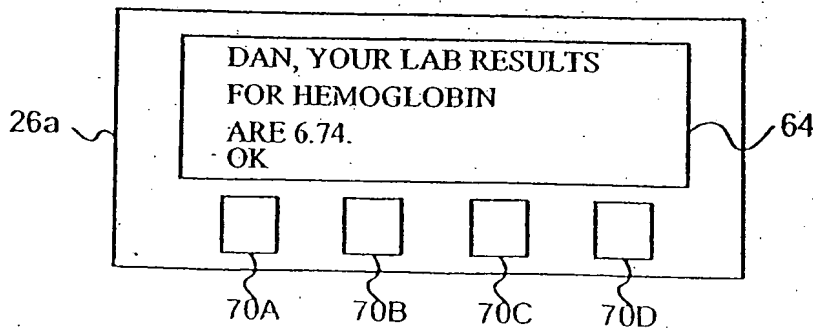 DAN, YOUR LAB RESULTS
FOR HEMOGLOBIN
ARE 6.74.
OK
26a
64
70A 70B 70C 70D